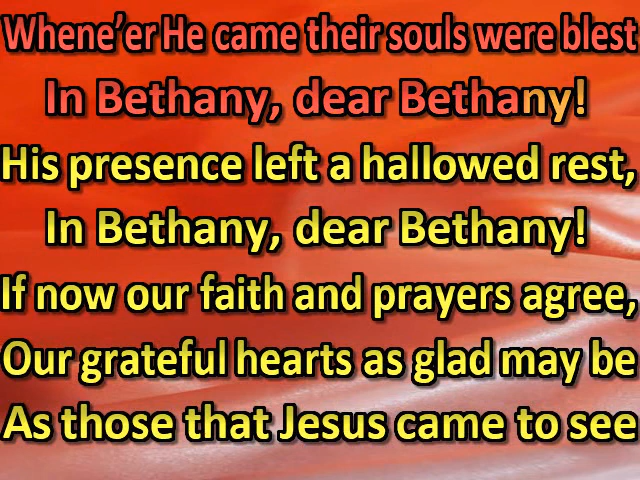 Whene'er He came their souls were blest
In Bethany, dear Bethany!
His presence left a hallowed rest,
In Bethany, dear Bethany!
If now our faith and prayers agree,
Our grateful hearts as glad may be
As those that Jesus came to see